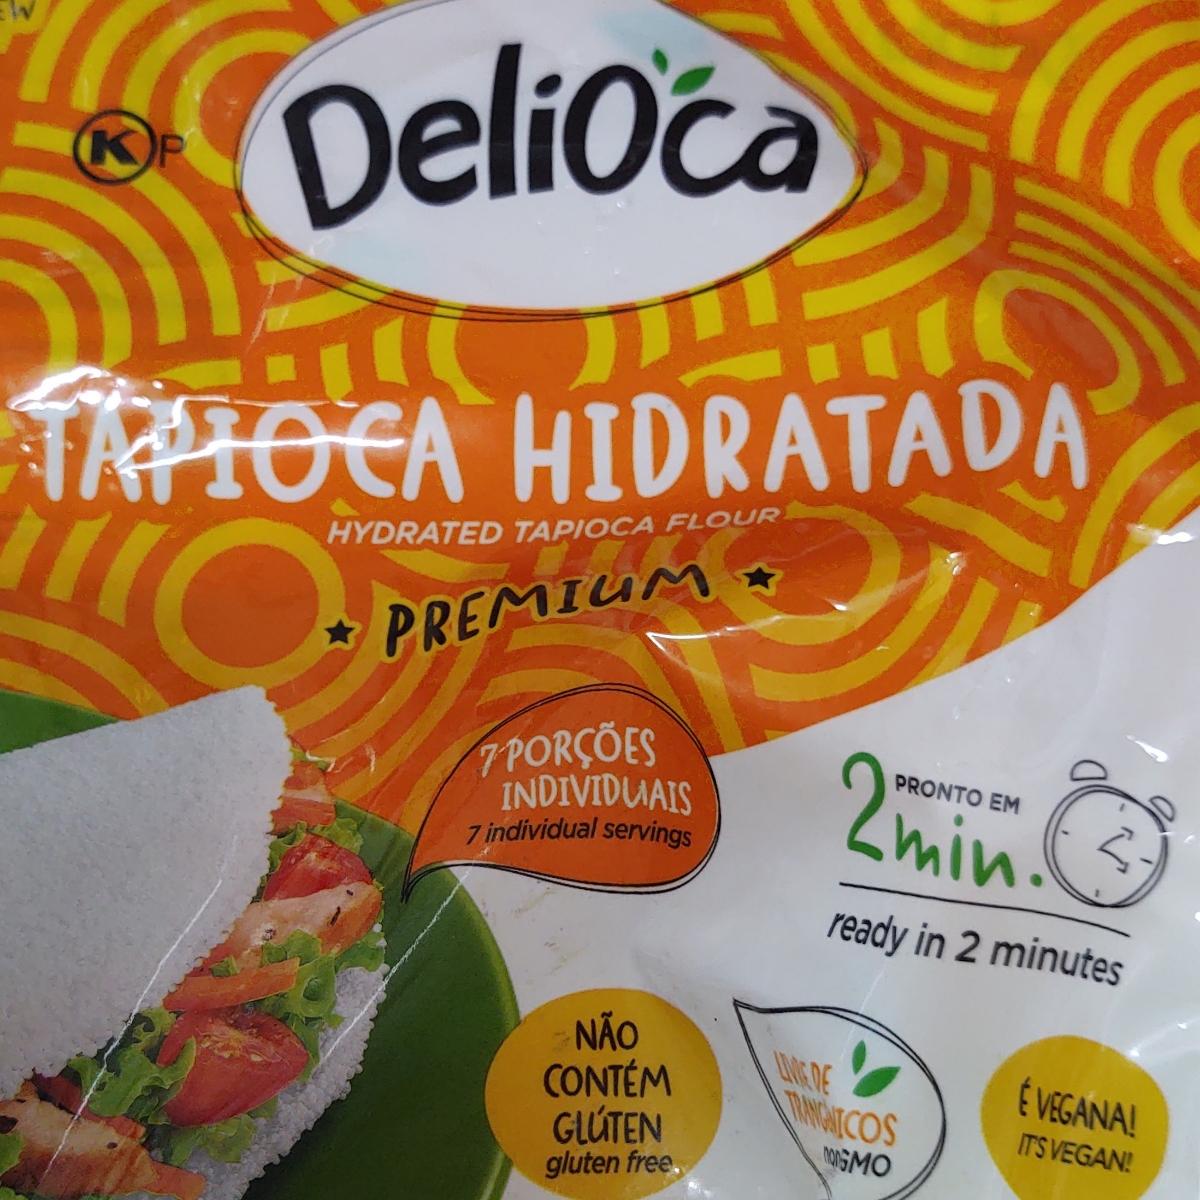 DeliOca
K P
TAPIOCA HIDRATADA
HYDRATED TAPIOCA FLOUR
PREMIUM
7 PORÇÕES
INDIVIDUAIS
7 individual servings
PRONTO EM
2 min.
ready in 2 minutes
NÃO
CONTÉM
GLÚTEN
gluten free
LIVRE DE
nonGMO
É VEGANA!
IT'S VEGAN!